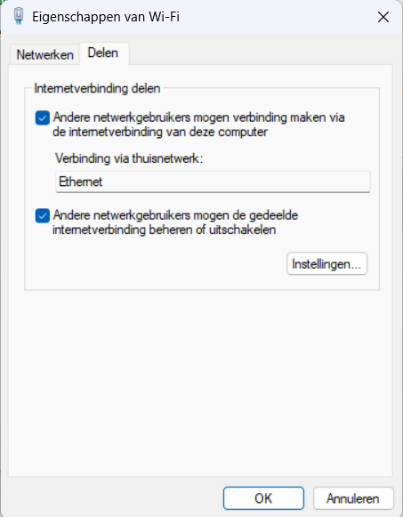 Eigenschappen van Wi-Fi
Netwerken Delen
Internetverbinding delen
Andere netwerkgebruikers mogen verbinding maken via
de internetverbinding van deze computer
Verbinding via thuisnetwerk:
Ethernet
Andere netwerkgebruikers mogen de gedeelde
internetverbinding beheren of uitschakelen
Instellingen...
OK Annuleren